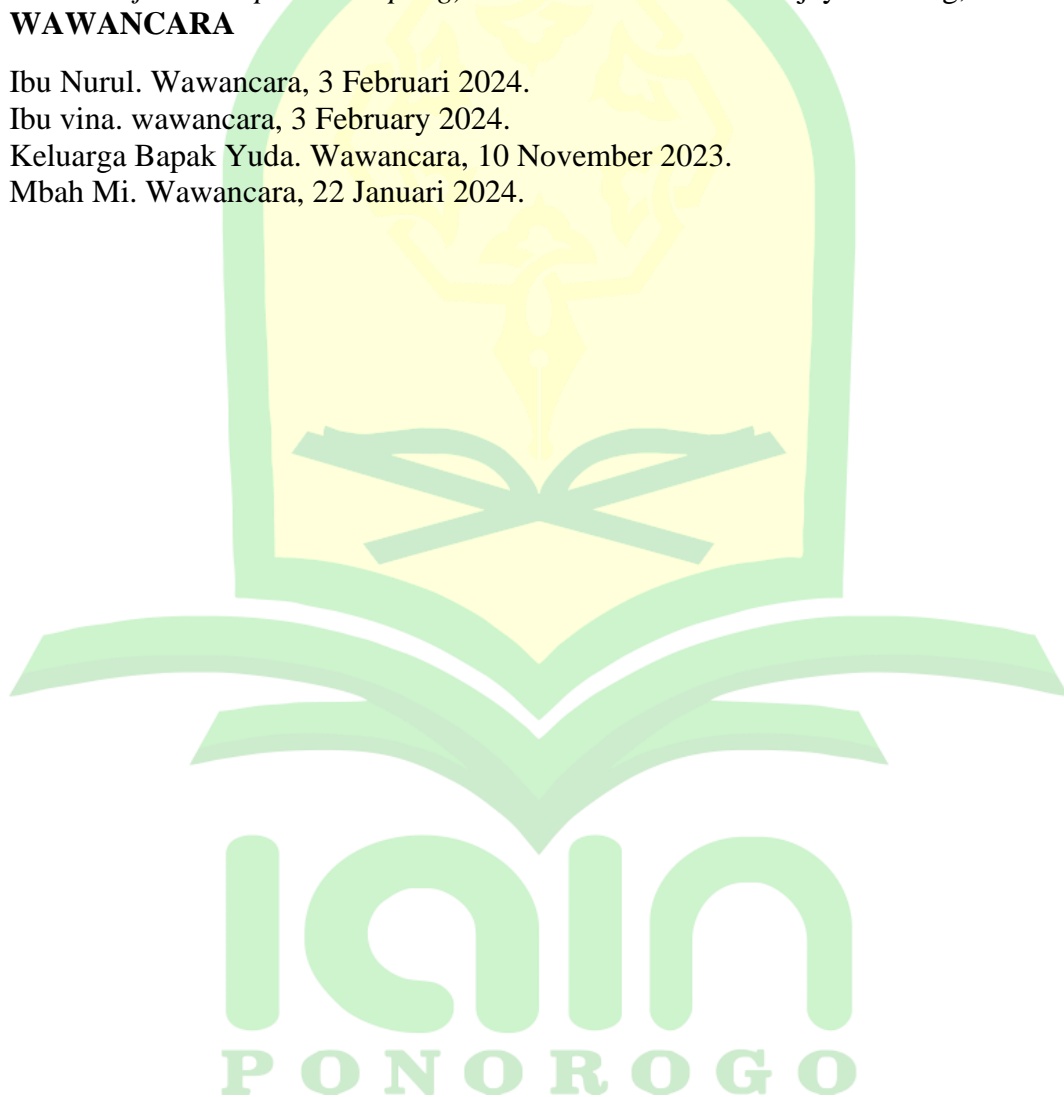 WAWANCARA
Ibu Nurul. Wawancara, 3 Februari 2024.
Ibu vina. wawancara, 3 February 2024.
Keluarga Bapak Yuda. Wawancara, 10 November 2023.
Mbah Mi. Wawancara, 22 Januari 2024.
iain
PONOROGO